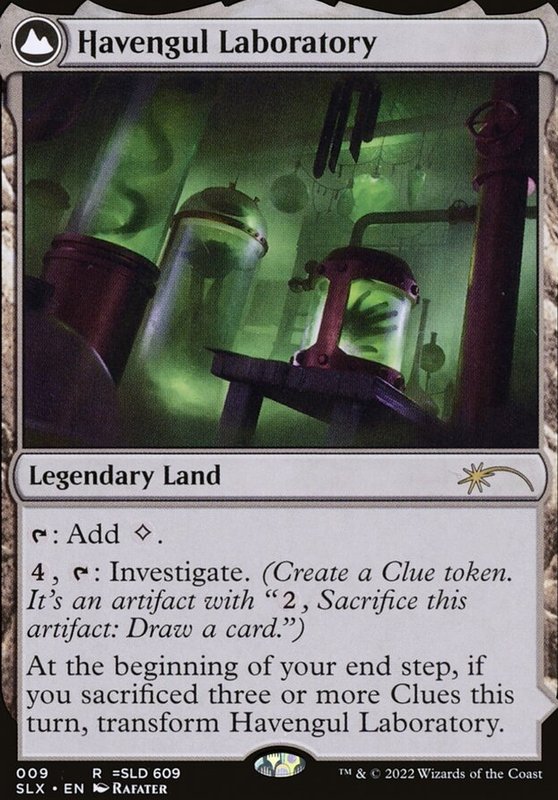 Havengul Laboratory
Legendary Land
: Add .
4, : Investigate. (Create a Clue token.
It's an artifact with “2, Sacrifice this
artifact: Draw a card.”)
At the beginning of your end step, if
you sacrificed three or more Clues this
turn, transform Havengul Laboratory.
009 R =SLD 609
SLX • EN Rafater
™ & © 2022 Wizards of the Coast